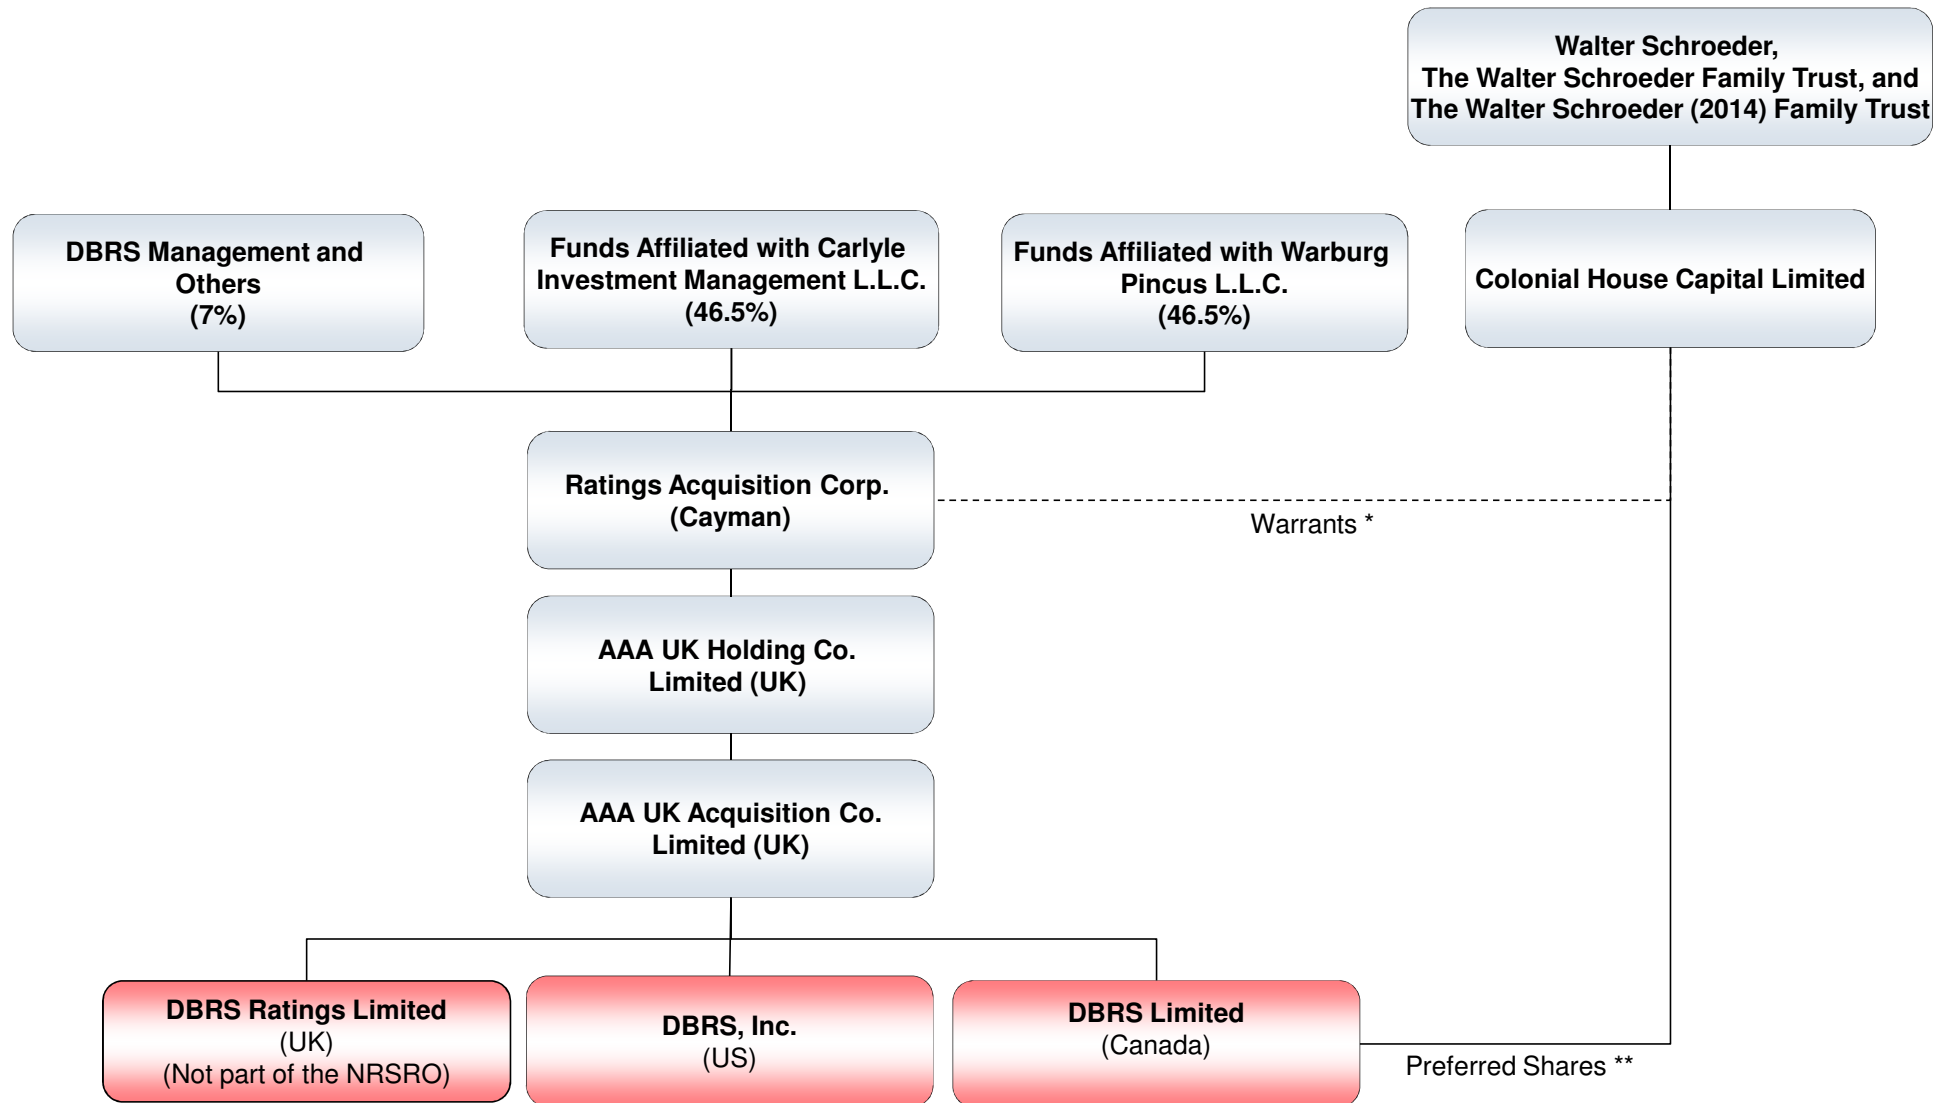 Walter Schroeder,
The Walter Schroeder Family Trust, and
The Walter Schroeder (2014) Family Trust
DBRS Management and
Others
(7%)
Funds Affiliated with Carlyle
Investment Management L.L.C.
(46.5%)
Funds Affiliated with Warburg
Pincus L.L.C.
(46.5%)
Colonial House Capital Limited
Ratings Acquisition Corp.
(Cayman)
Warrants *
AAA UK Holding Co.
Limited (UK)
AAA UK Acquisition Co.
Limited (UK)
DBRS Ratings Limited
(UK)
(Not part of the NRSRO)
DBRS, Inc.
(US)
DBRS Limited
(Canada)
Preferred Shares **